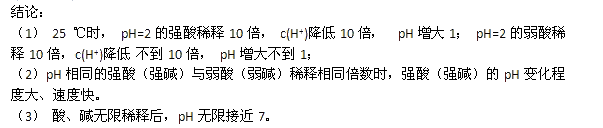 结论:
（1） 25 ℃时， pH=2的强酸稀释 10 倍， c(H⁺)降低 10 倍， pH 增大 1； pH=2的弱酸稀
释 10 倍，c(H⁺)降低 不到 10 倍， pH 增大不到 1；
（2）pH 相同的强酸（强碱）与弱酸（弱碱）稀释相同倍数时，强酸（强碱）的 pH 变化程
度大、速度快。
（3） 酸、碱无限稀释后，pH 无限接近 7。